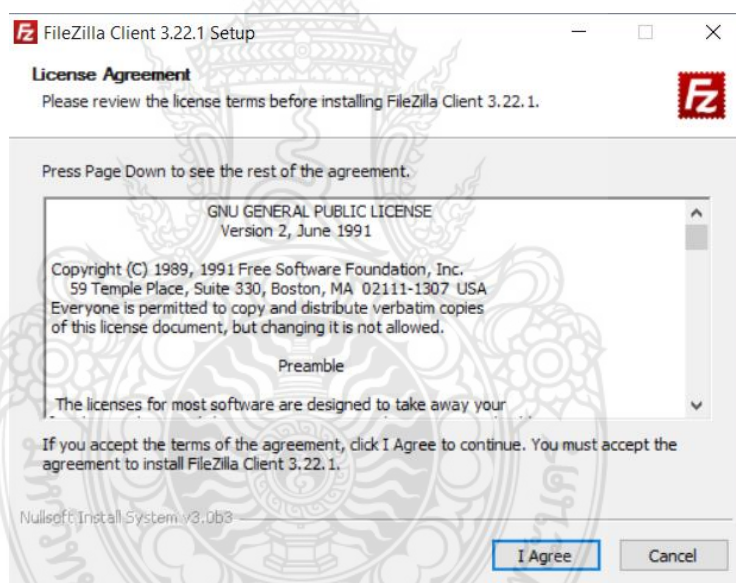 FileZilla Client 3.22.1 Setup
License Agreement
Please review the license terms before installing FileZilla Client 3.22.1.
Press Page Down to see the rest of the agreement.
GNU GENERAL PUBLIC LICENSE
Version 2, June 1991
Copyright (C) 1989, 1991 Free Software Foundation, Inc.
59 Temple Place, Suite 330, Boston, MA 02111-1307 USA
Everyone is permitted to copy and distribute verbatim copies
of this license document, but changing it is not allowed.
Preamble
The licenses for most software are designed to take away your
If you accept the terms of the agreement, click I Agree to continue. You must accept the
agreement to install FileZilla Client 3.22.1.
Nullsoft Install System v3.0b3
I Agree
Cancel